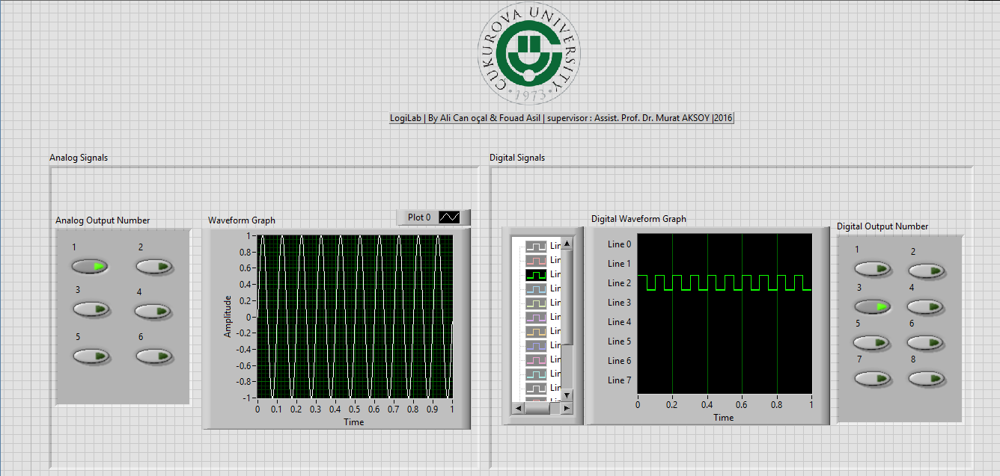 ÇUKUROVA UNIVERSITY
• 1973 •
LogiLab | By Ali Can oçal & Fouad Asil | supervisor : Assist. Prof. Dr. Murat AKSOY |2016
Analog Signals
Analog Output Number
1 2
3 4
5 6
Waveform Graph
Plot 0
Amplitude
1
0.8
0.6
0.4
0.2
0
-0.2
-0.4
-0.6
-0.8
-1
0 0.1 0.2 0.3 0.4 0.5 0.6 0.7 0.8 0.9 1
Time
Digital Signals
Lin
Lin
Lin
Lin
Lin
Lin
Lin
Lin
Lin
Lin
Lin
Digital Waveform Graph
Line 0
Line 1
Line 2
Line 3
Line 4
Line 5
Line 6
Line 7
0 0.2 0.4 0.6 0.8 1
Time
Digital Output Number
1 2
3 4
5 6
7 8